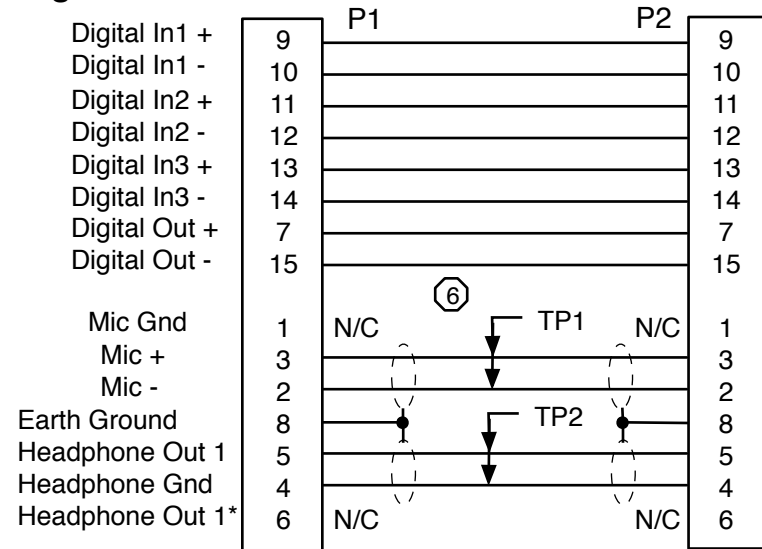 P1 P2
Digital In1 + 9 9
Digital In1 - 10 10
Digital In2 + 11 11
Digital In2 - 12 12
Digital In3 + 13 13
Digital In3 - 14 14
Digital Out + 7 7
Digital Out - 15 15
6
Mic Gnd 1 N/C TP1 N/C 1
Mic + 3 3
Mic - 2 2
Earth Ground 8 TP2 8
Headphone Out 1 5 5
Headphone Gnd 4 4
Headphone Out 1* 6 N/C N/C 6